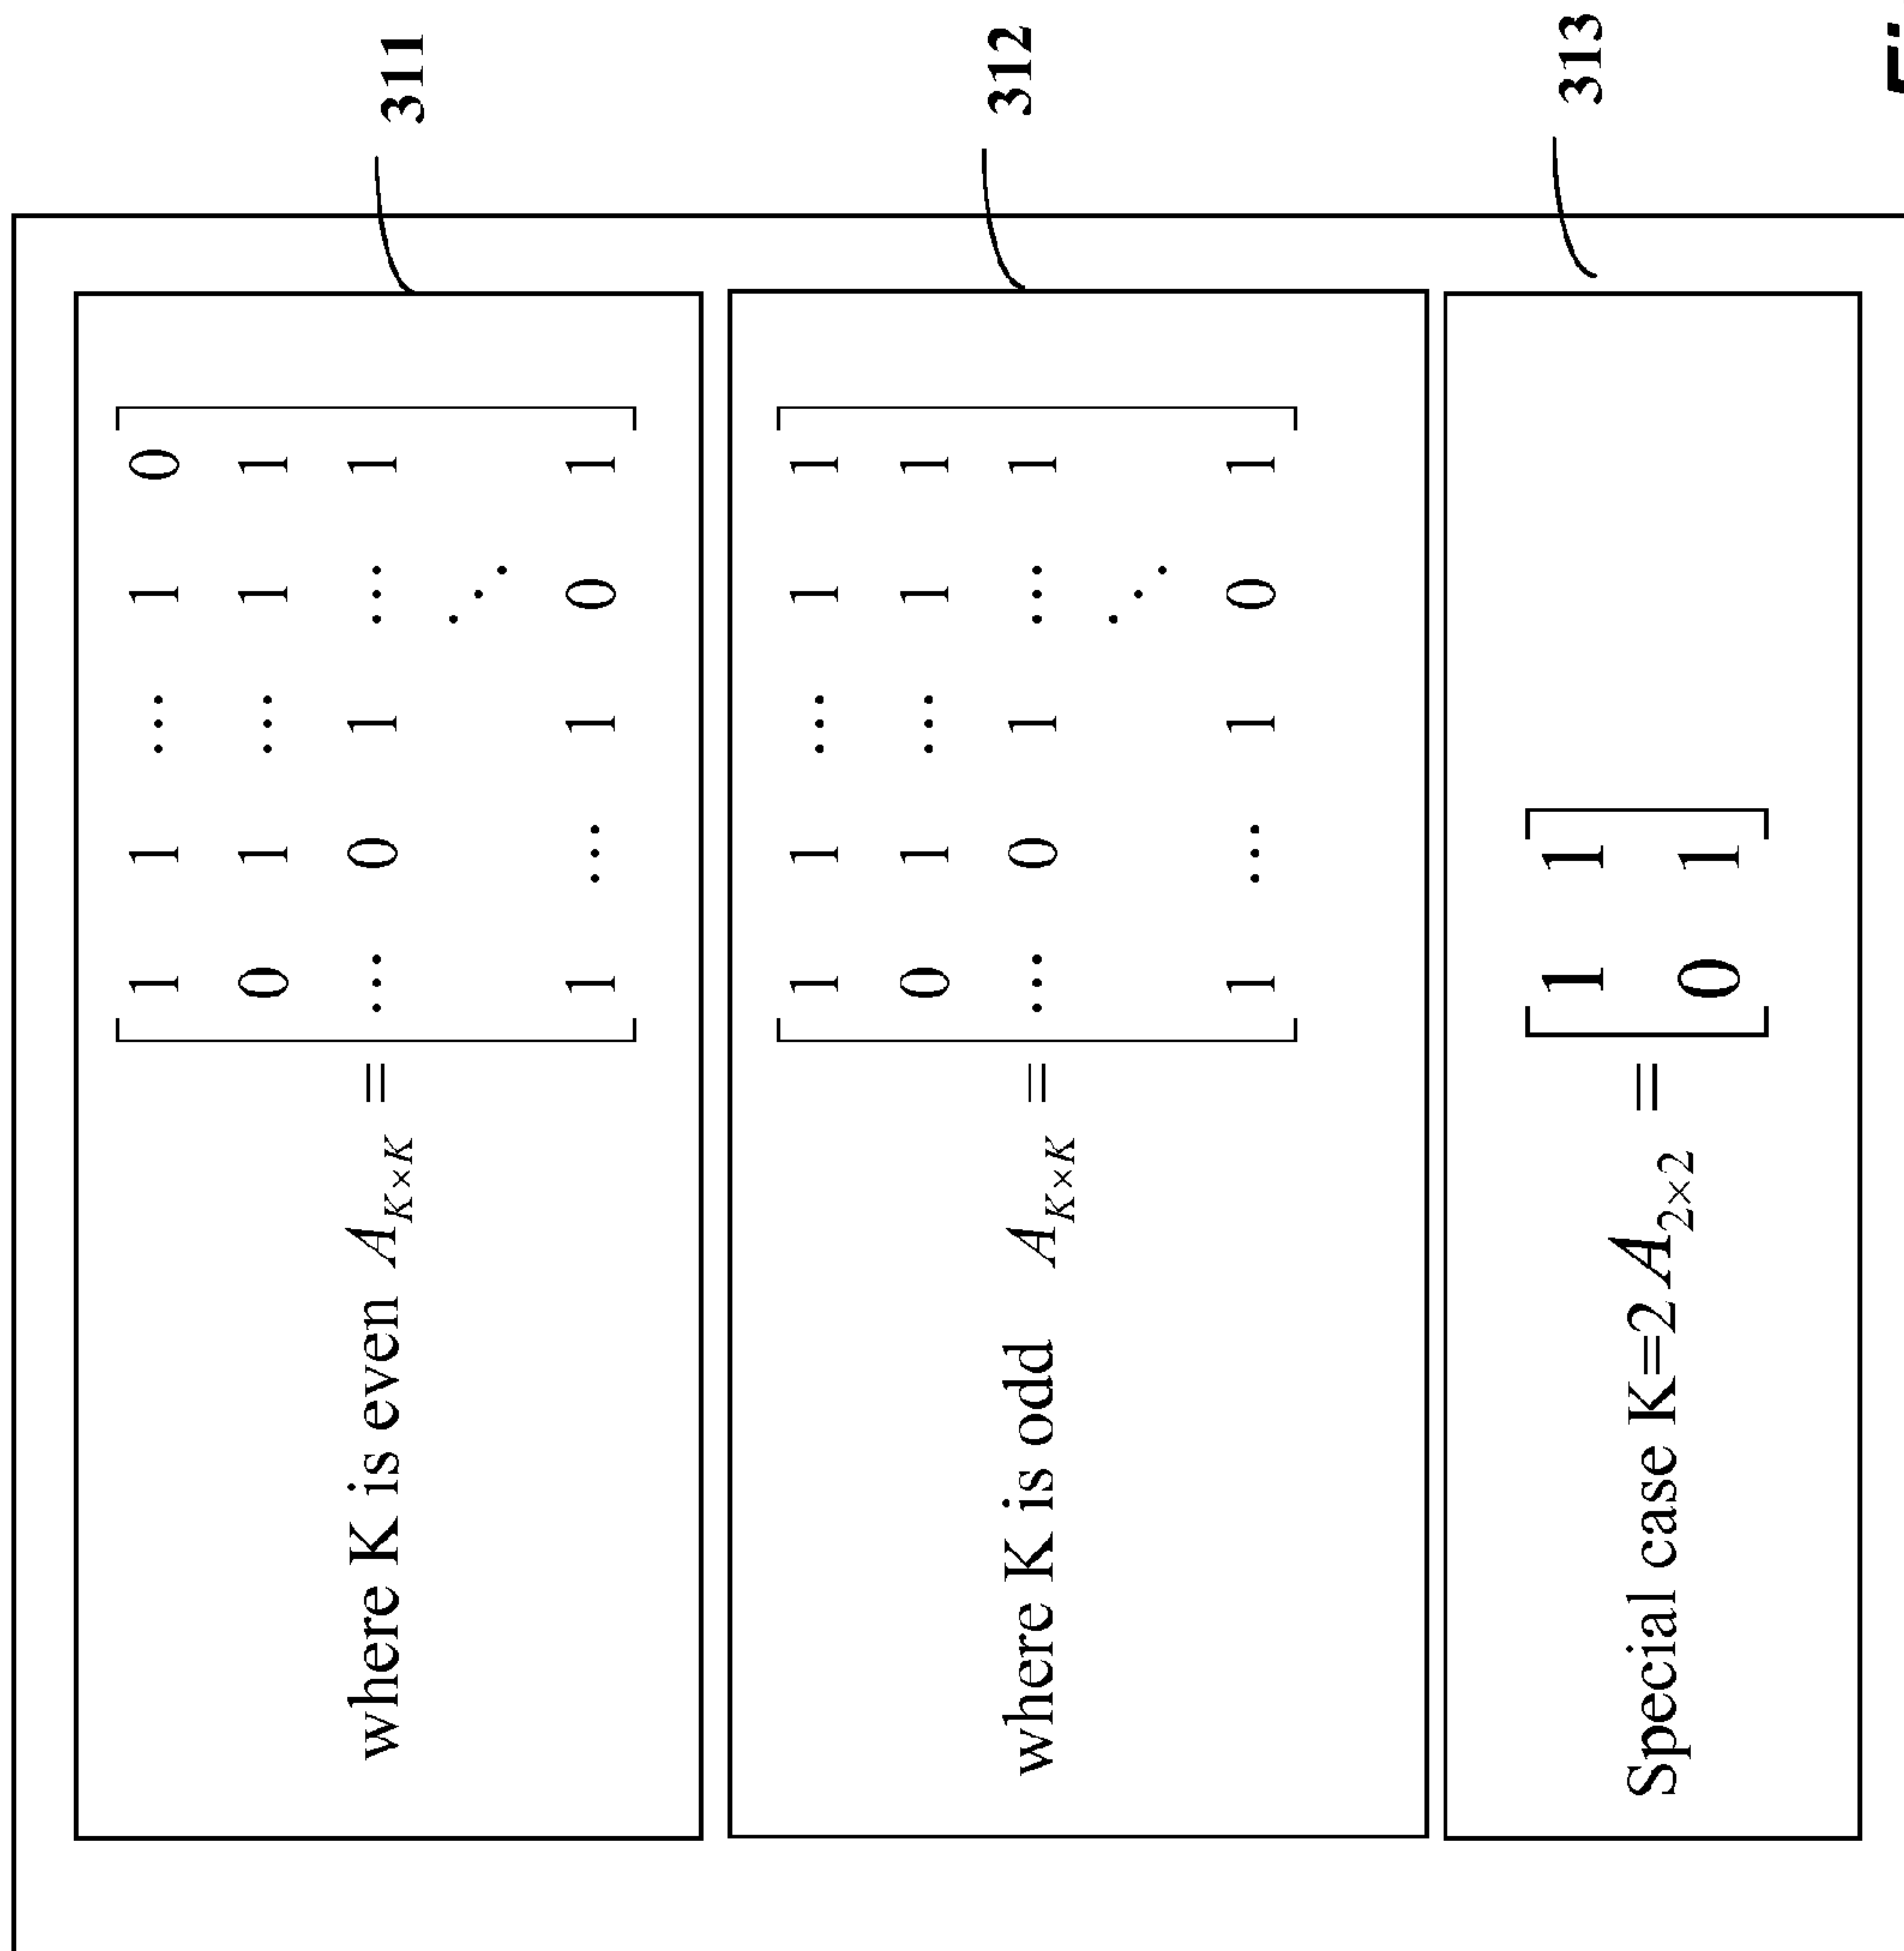 1 1 ⋯ 1 0
0 1 ⋯ 1 1
where K is even A_{K×K} = ⋯ 0 1 ⋯ 1
⋱
1 ⋯ 1 0 1
311
1 1 ⋯ 1 1
0 1 ⋯ 1 1
where K is odd A_{K×K} = ⋯ 0 1 ⋯ 1
⋱
1 ⋯ 1 0 1
312
1 1
Special case K=2 A_{2×2} =
0 1
313